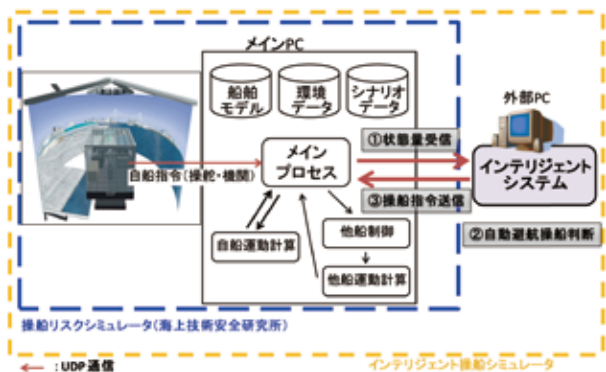 メインPC
船舶
モデル
環境
データ
シナリオ
データ
外部PC
①状態量受信
メイン
プロセス
インテリジェント
システム
自船指令(操舵・機関)
③操船指令送信
他船制御
自船運動計算
②自動避航操船判断
他船運動計算
操船リスクシミュレータ(海上技術安全研究所)
:UDP通信
インテリジェント操船シミュレータ